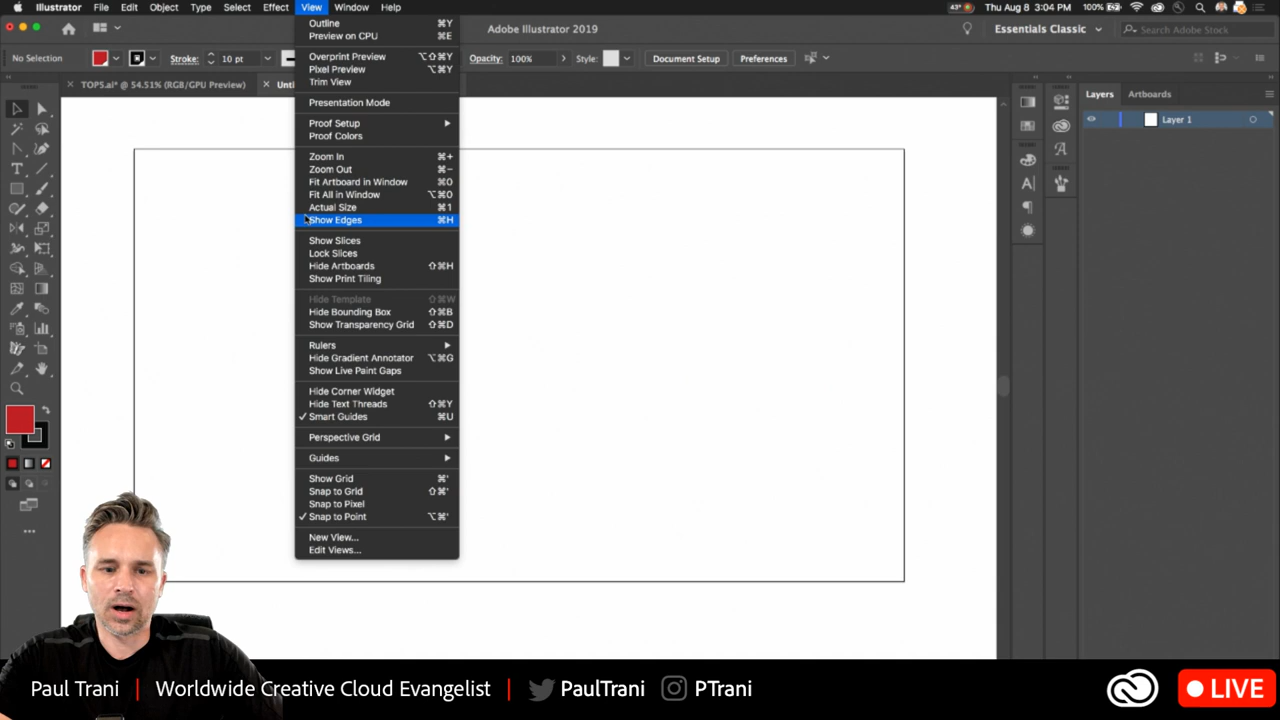 Illustrator File Edit Object Type Select Effect View Window Help
43° Thu Aug 8 3:04 PM 100%
Adobe Illustrator 2019
Essentials Classic
Search Adobe Stock
No Selection
Stroke: 10 pt
Opacity: 100%
Style:
Document Setup
Preferences
TOP5.ai* @ 54.51% (RGB/GPU Preview)
Unti
Outline ⌘Y
Preview on CPU ⌘E
Overprint Preview ⌥⇧⌘Y
Pixel Preview ⌥⌘Y
Trim View
Presentation Mode
Proof Setup
Proof Colors
Zoom In ⌘+
Zoom Out ⌘−
Fit Artboard in Window ⌘0
Fit All in Window ⌥⌘0
Actual Size ⌘1
Show Edges ⌘H
Show Slices
Lock Slices
Hide Artboards ⇧⌘H
Show Print Tiling
Hide Template ⇧⌘W
Hide Bounding Box ⇧⌘B
Show Transparency Grid ⇧⌘D
Rulers
Hide Gradient Annotator ⌥⌘G
Show Live Paint Gaps
Hide Corner Widget
Hide Text Threads ⇧⌘Y
✓ Smart Guides ⌘U
Perspective Grid
Guides
Show Grid ⌘'
Snap to Grid ⇧⌘'
Snap to Pixel
✓ Snap to Point ⌥⌘'
New View...
Edit Views...
Layers Artboards
Layer 1
Paul Trani | Worldwide Creative Cloud Evangelist | PaulTrani PTrani
LIVE